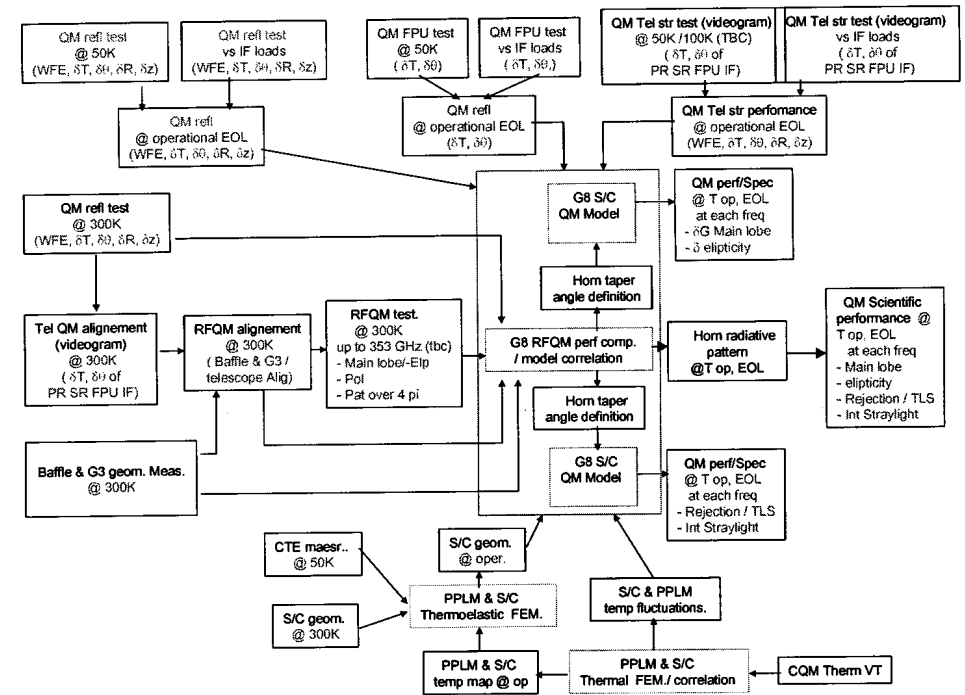 QM refl test
@ 50K
(WFE, δT, δθ, δR, δz)
QM refl test
vs IF loads
(WFE, δT, δθ, δR, δz)
QM FPU test
@ 50K
( δT, δθ)
QM FPU test
vs IF loads
( δT, δθ,)
QM Tel str test (videogram)
@ 50K /100K (TBC)
( δT, δθ of
PR SR FPU IF)
QM Tel str test (videogram)
vs IF loads
( δT, δθ of
PR SR FPU IF)
QM refl
@ operational EOL
(WFE, δT, δθ, δR, δz)
QM refl
@ operational EOL
(δT, δθ)
QM Tel str perfomance
@ operational EOL
(WFE, δT, δθ, δR, δz)
QM refl test
@ 300K
(WFE, δT, δθ, δR, δz)
G8 S/C
QM Model
QM perf/Spec
@ T op, EOL
at each freq
- δG Main lobe
- δ elipticity
Horn taper
angle definition
Tel QM alignement
(videogram)
@ 300K
( δT, δθ of
PR SR FPU IF)
RFQM alignement
@ 300K
( Baffle & G3 /
telescope Alig)
RFQM test.
@ 300K
up to 353 GHz (tbc)
- Main lobe/-Elp
- Pol
- Pat over 4 pi
G8 RFQM perf comp.
/ model correlation
Horn radiative
pattern
@T op, EOL
QM Scientific
performance @
T op, EOL
at each freq
- Main lobe
- elipticity
- Rejection / TLS
- Int Straylight
Horn taper
angle definition
Baffle & G3 geom. Meas.
@ 300K
G8 S/C
QM Model
QM perf/Spec
@ T op, EOL
at each freq
- Rejection / TLS
- Int Straylight
CTE maesr..
@ 50K
S/C geom.
@ oper.
S/C geom.
@ 300K
PPLM & S/C
Thermoelastic FEM.
S/C & PPLM
temp fluctuations.
PPLM & S/C
temp map @ op
PPLM & S/C
Thermal FEM./ correlation
CQM Therm VT